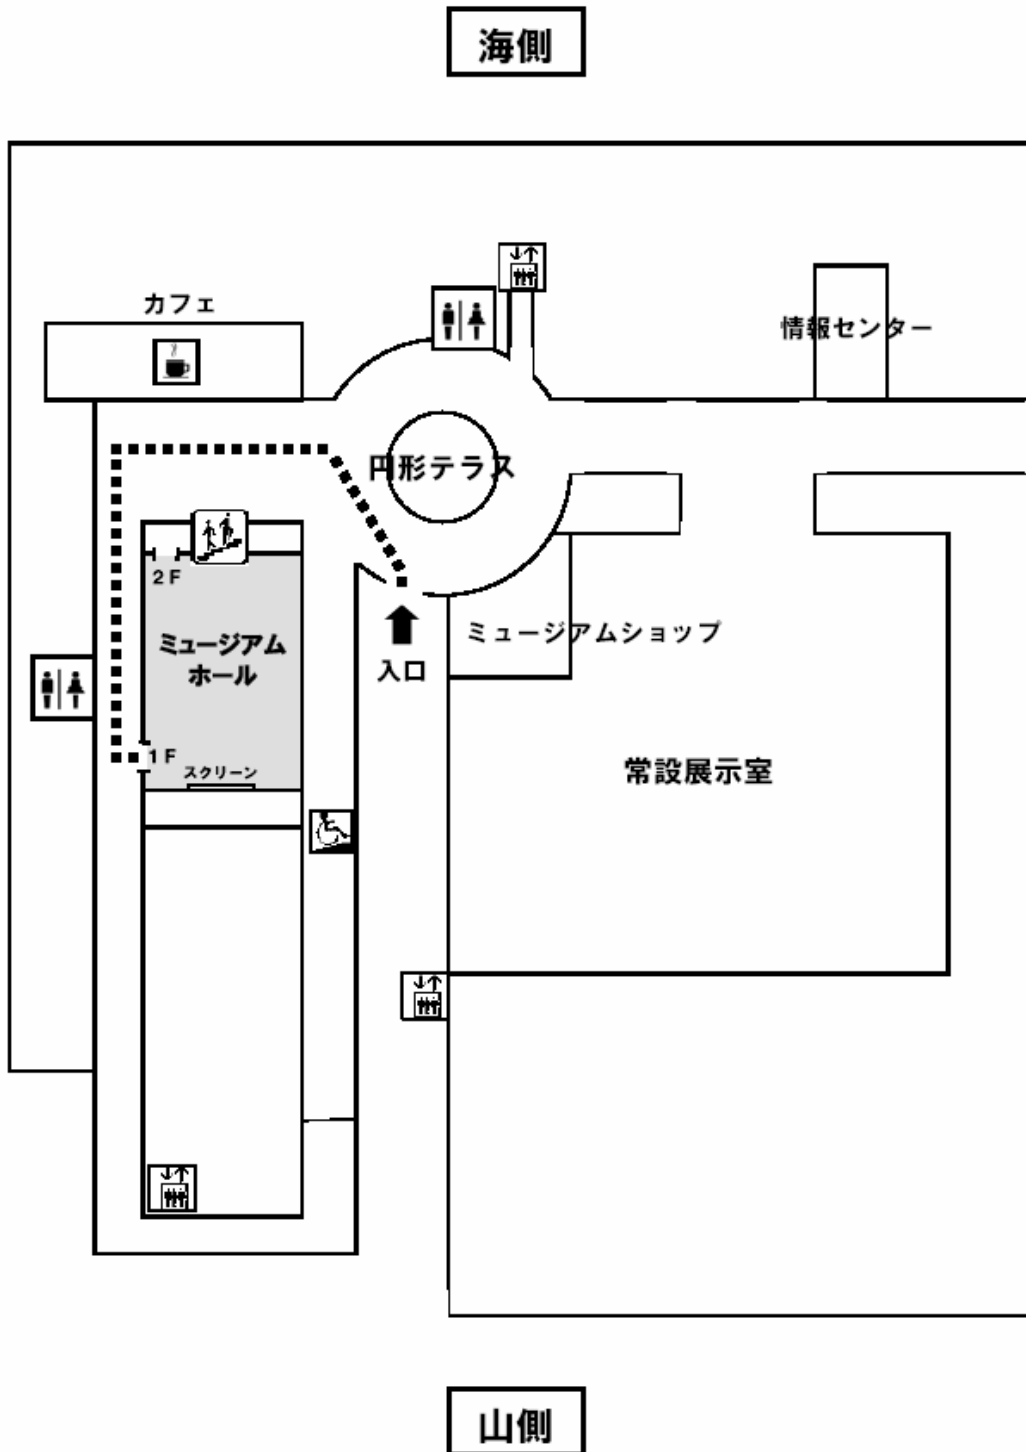 海側
カフェ
情報センター
円形テラス
2F
ミュージアム
ホール
ミュージアムショップ
入口
1F
スクリーン
常設展示室
山側